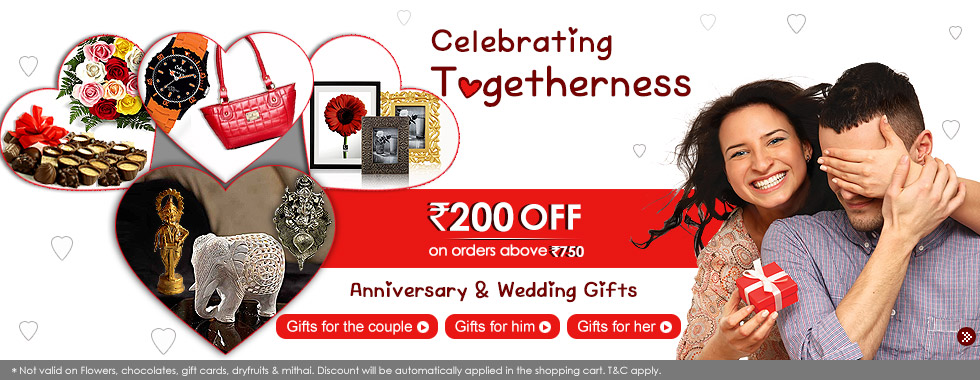 Celebrating
Togetherness
₹200 OFF
on orders above ₹750
Anniversary & Wedding Gifts
Gifts for the couple
Gifts for him
Gifts for her
* Not valid on Flowers, chocolates, gift cards, dryfruits & mithai. Discount will be automatically applied in the shopping cart. T&C apply.